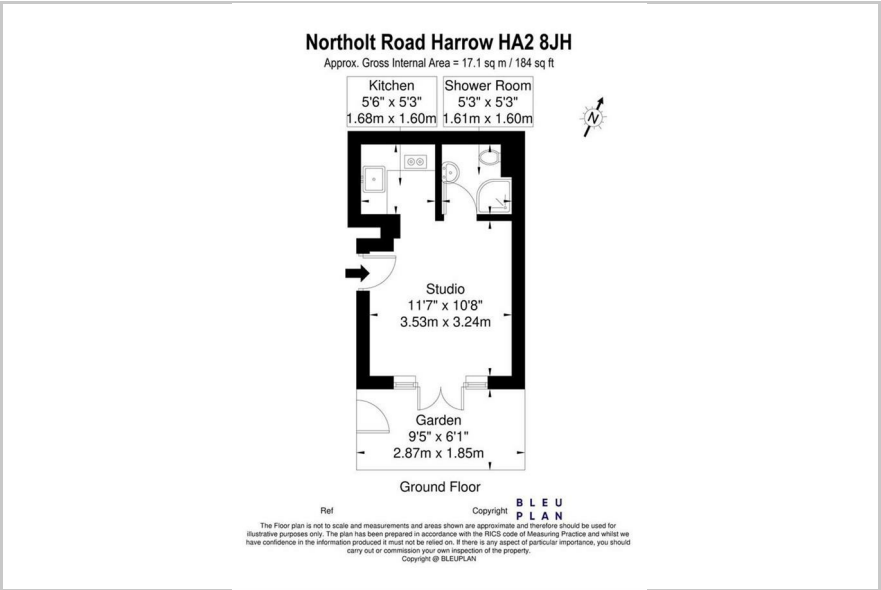 Northolt Road Harrow HA2 8JH
Approx. Gross Internal Area = 17.1 sq m / 184 sq ft
Kitchen
5'6" x 5'3"
1.68m x 1.60m
Shower Room
5'3" x 5'3"
1.61m x 1.60m
N
Studio
11'7" x 10'8"
3.53m x 3.24m
Garden
9'5" x 6'1"
2.87m x 1.85m
Ground Floor
Ref
Copyright
BLEU
PLAN
The Floor plan is not to scale and measurements and areas shown are approximate and therefore should be used for
illustrative purposes only. The plan has been prepared in accordance with the RICS code of Measuring Practice and whilst we
have confidence in the information produced it must not be relied on. If there is any aspect of particular importance, you should
carry out or commission your own inspection of the property.
Copyright @ BLEUPLAN